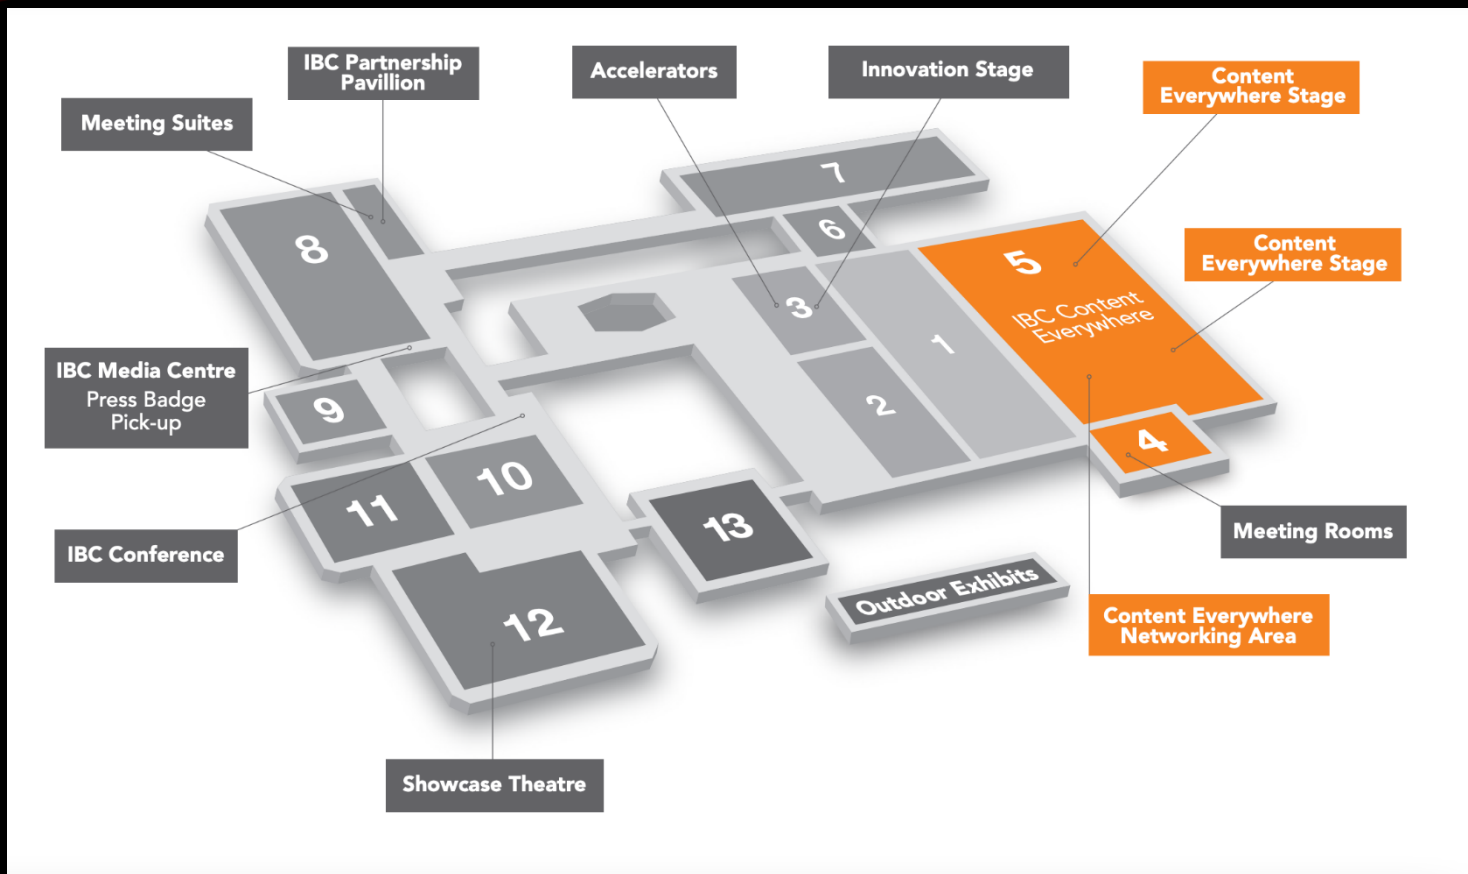 IBC Partnership
Pavillion
Accelerators
Innovation Stage
Content
Everywhere Stage
Meeting Suites
7
6
8
5
Content
Everywhere Stage
IBC Content
Everywhere
3
1
2
4
IBC Media Centre
Press Badge
Pick-up
9
10
11
13
12
IBC Conference
Meeting Rooms
Outdoor Exhibits
Content Everywhere
Networking Area
Showcase Theatre